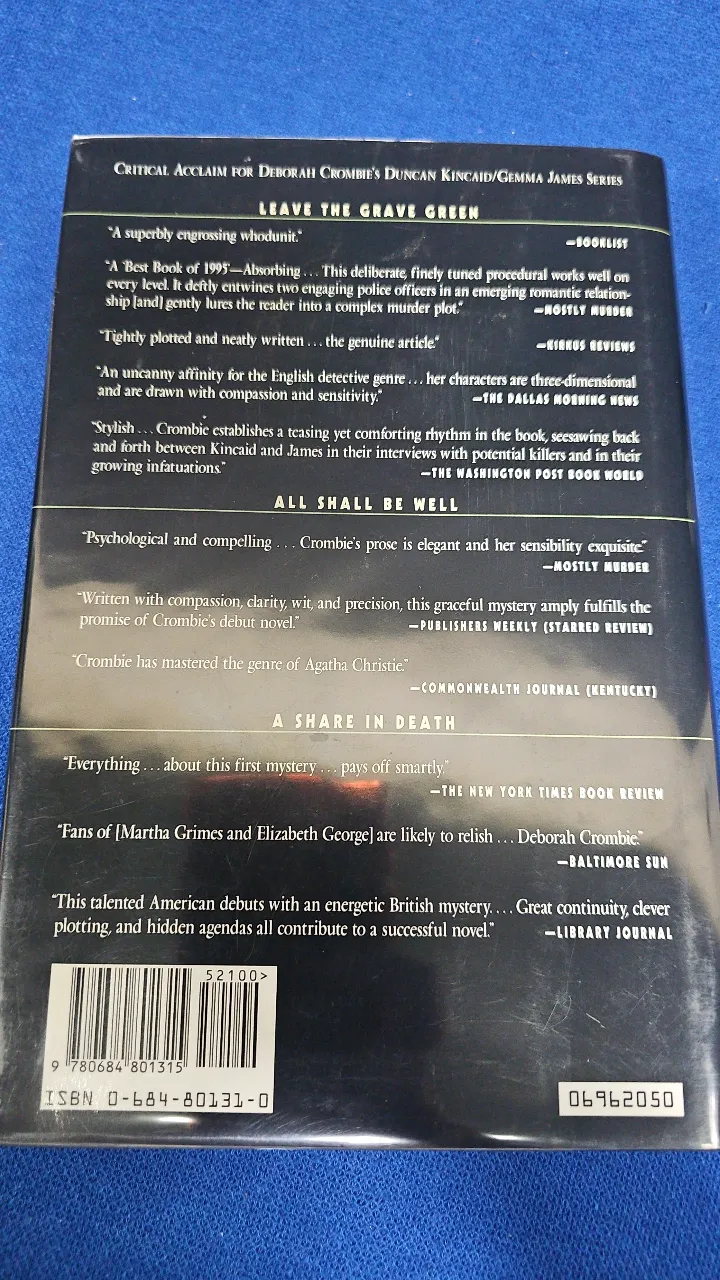 CRITICAL ACCLAIM FOR DEBORAH CROMBIE'S DUNCAN KINCAID/GEMMA JAMES SERIES
LEAVE THE GRAVE GREEN
"A superbly engrossing whodunit."
—BOOKLIST
"A 'Best Book of 1995'—Absorbing . . . This deliberate, finely tuned procedural works well on
every level. It deftly entwines two engaging police officers in an emerging romantic relation-
ship [and] gently lures the reader into a complex murder plot." —MOSTLY MURDER
"Tightly plotted and neatly written . . . the genuine article." —KIRKUS REVIEWS
"An uncanny affinity for the English detective genre . . . her characters are three-dimensional
and are drawn with compassion and sensitivity." —THE DALLAS MORNING NEWS
"Stylish . . . Crombie establishes a teasing yet comforting rhythm in the book, seesawing back
and forth between Kincaid and James in their interviews with potential killers and in their
growing infatuations." —THE WASHINGTON POST BOOK WORLD
ALL SHALL BE WELL
"Psychological and compelling . . . Crombie's prose is elegant and her sensibility exquisite."
—MOSTLY MURDER
"Written with compassion, clarity, wit, and precision, this graceful mystery amply fulfills the
promise of Crombie's debut novel." —PUBLISHERS WEEKLY (STARRED REVIEW)
"Crombie has mastered the genre of Agatha Christie."
—COMMONWEALTH JOURNAL (KENTUCKY)
A SHARE IN DEATH
"Everything . . . about this first mystery . . . pays off smartly."
—THE NEW YORK TIMES BOOK REVIEW
"Fans of [Martha Grimes and Elizabeth George] are likely to relish . . . Deborah Crombie."
—BALTIMORE SUN
"This talented American debuts with an energetic British mystery. . . . Great continuity, clever
plotting, and hidden agendas all contribute to a successful novel." —LIBRARY JOURNAL
52100>
9 780684 801315
ISBN 0-684-80131-0
06962050